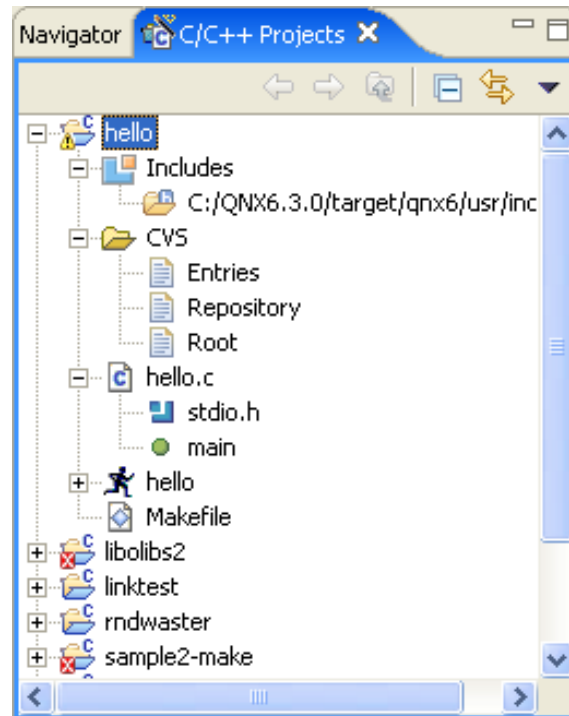 Navigator C/C++ Projects
hello
Includes
C:/QNX6.3.0/target/qnx6/usr/inc
CVS
Entries
Repository
Root
hello.c
stdio.h
main
hello
Makefile
libolibs2
linktest
rndwaster
sample2-make